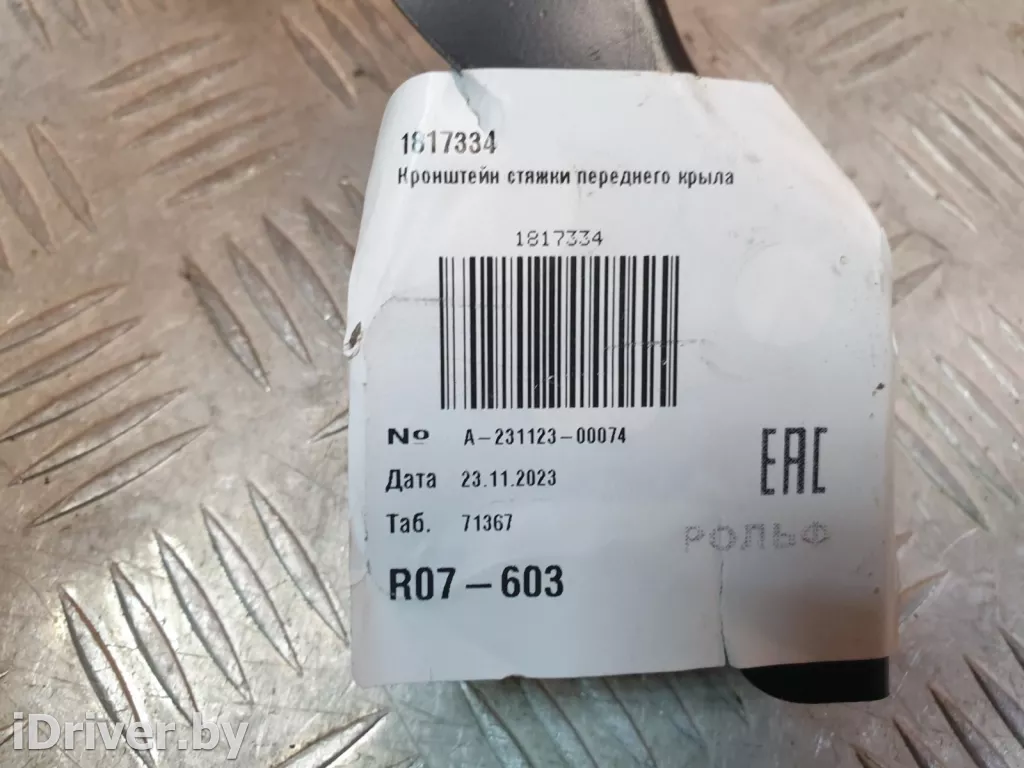 1817334
Кронштейн стяжки переднего крыла
1817334
№ A-231123-00074
Дата 23.11.2023
Таб. 71367
EAC
РОЛЬФ
R07-603
iDriver.by